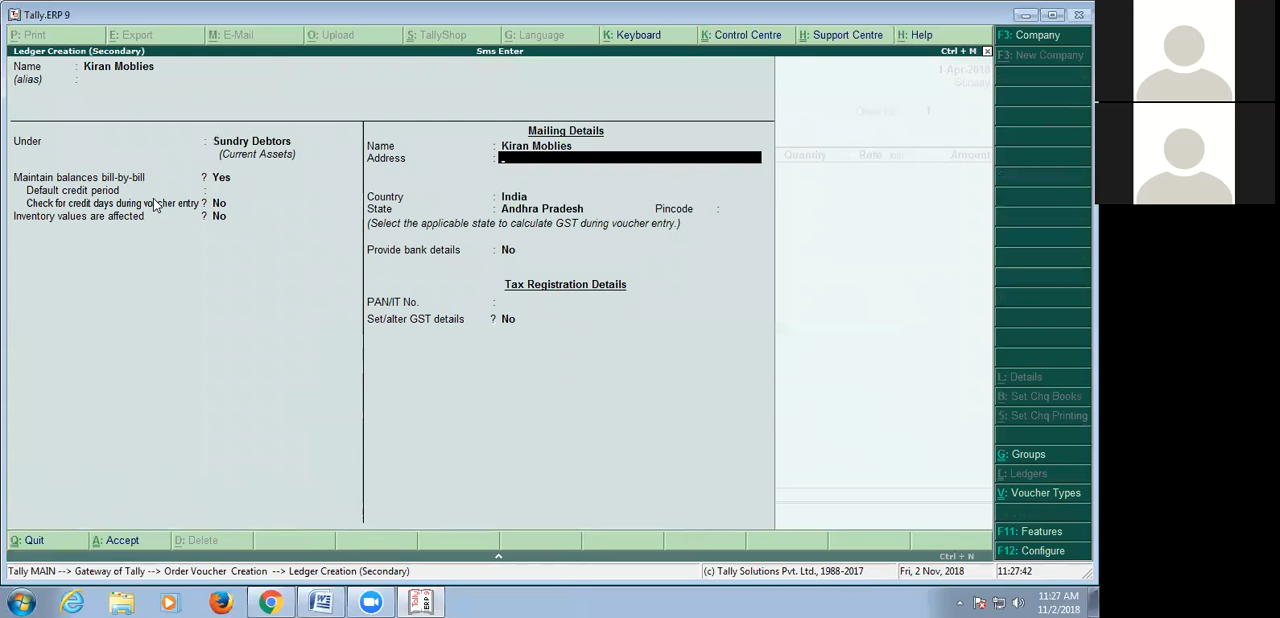 Tally.ERP 9
P: Print E: Export M: E-Mail O: Upload S: TallyShop G: Language K: Keyboard K: Control Centre H: Support Centre H: Help
F3: Company
Ledger Creation (Secondary) Sms Enter Ctrl + M
F3: New Company
Name : Kiran Moblies
(alias) :
1-Apr-2018
Sunday
1
Mailing Details
Under : Sundry Debtors
(Current Assets)
Name : Kiran Moblies
Address :
Quantity Rate Amount
Maintain balances bill-by-bill ? Yes
Default credit period :
Check for credit days during voucher entry ? No
Inventory values are affected ? No
Country : India
State : Andhra Pradesh Pincode :
(Select the applicable state to calculate GST during voucher entry.)
Provide bank details : No
Tax Registration Details
PAN/IT No. :
Set/alter GST details ? No
L: Details
B: Set Chq Books
S: Set Chq Printing
G: Groups
L: Ledgers
V: Voucher Types
F11: Features
F12: Configure
Q: Quit A: Accept D: Delete
Ctrl + N
Tally MAIN --> Gateway of Tally --> Order Voucher Creation --> Ledger Creation (Secondary) (c) Tally Solutions Pvt. Ltd., 1988-2017 Fri, 2 Nov, 2018 11:27:42
11:27 AM
11/2/2018